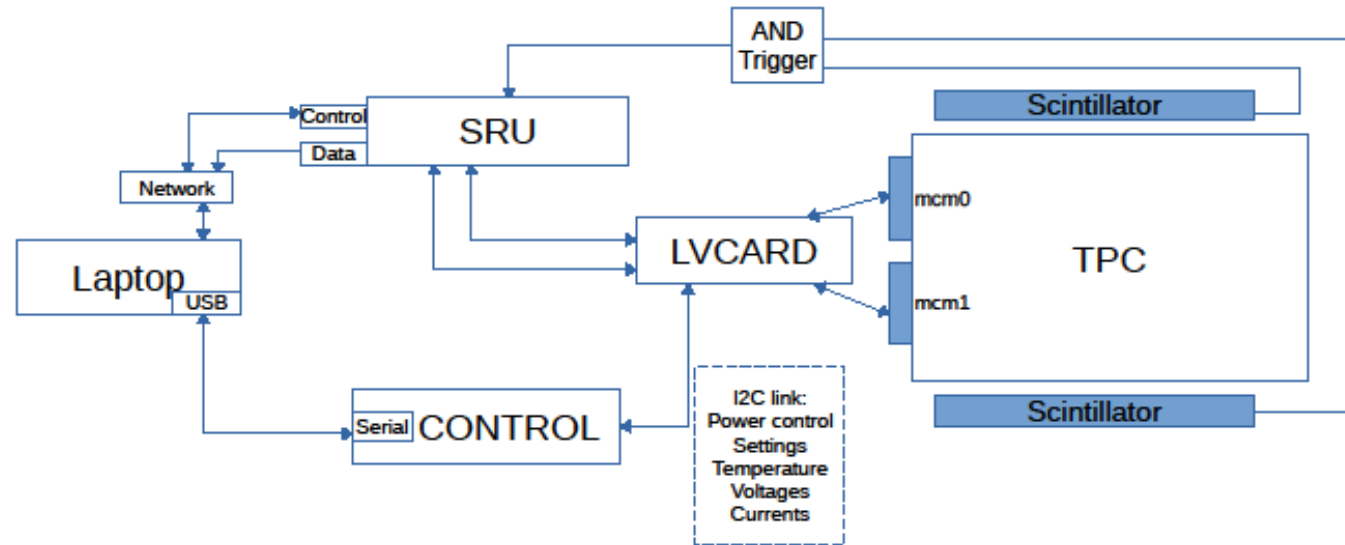 AND
Trigger
Scintillator
Control
SRU
Data
Network
mcm0
LVCARD
TPC
Laptop
USB
mcm1
I2C link:
Power control
Settings
Temperature
Voltages
Currents
Serial
CONTROL
Scintillator